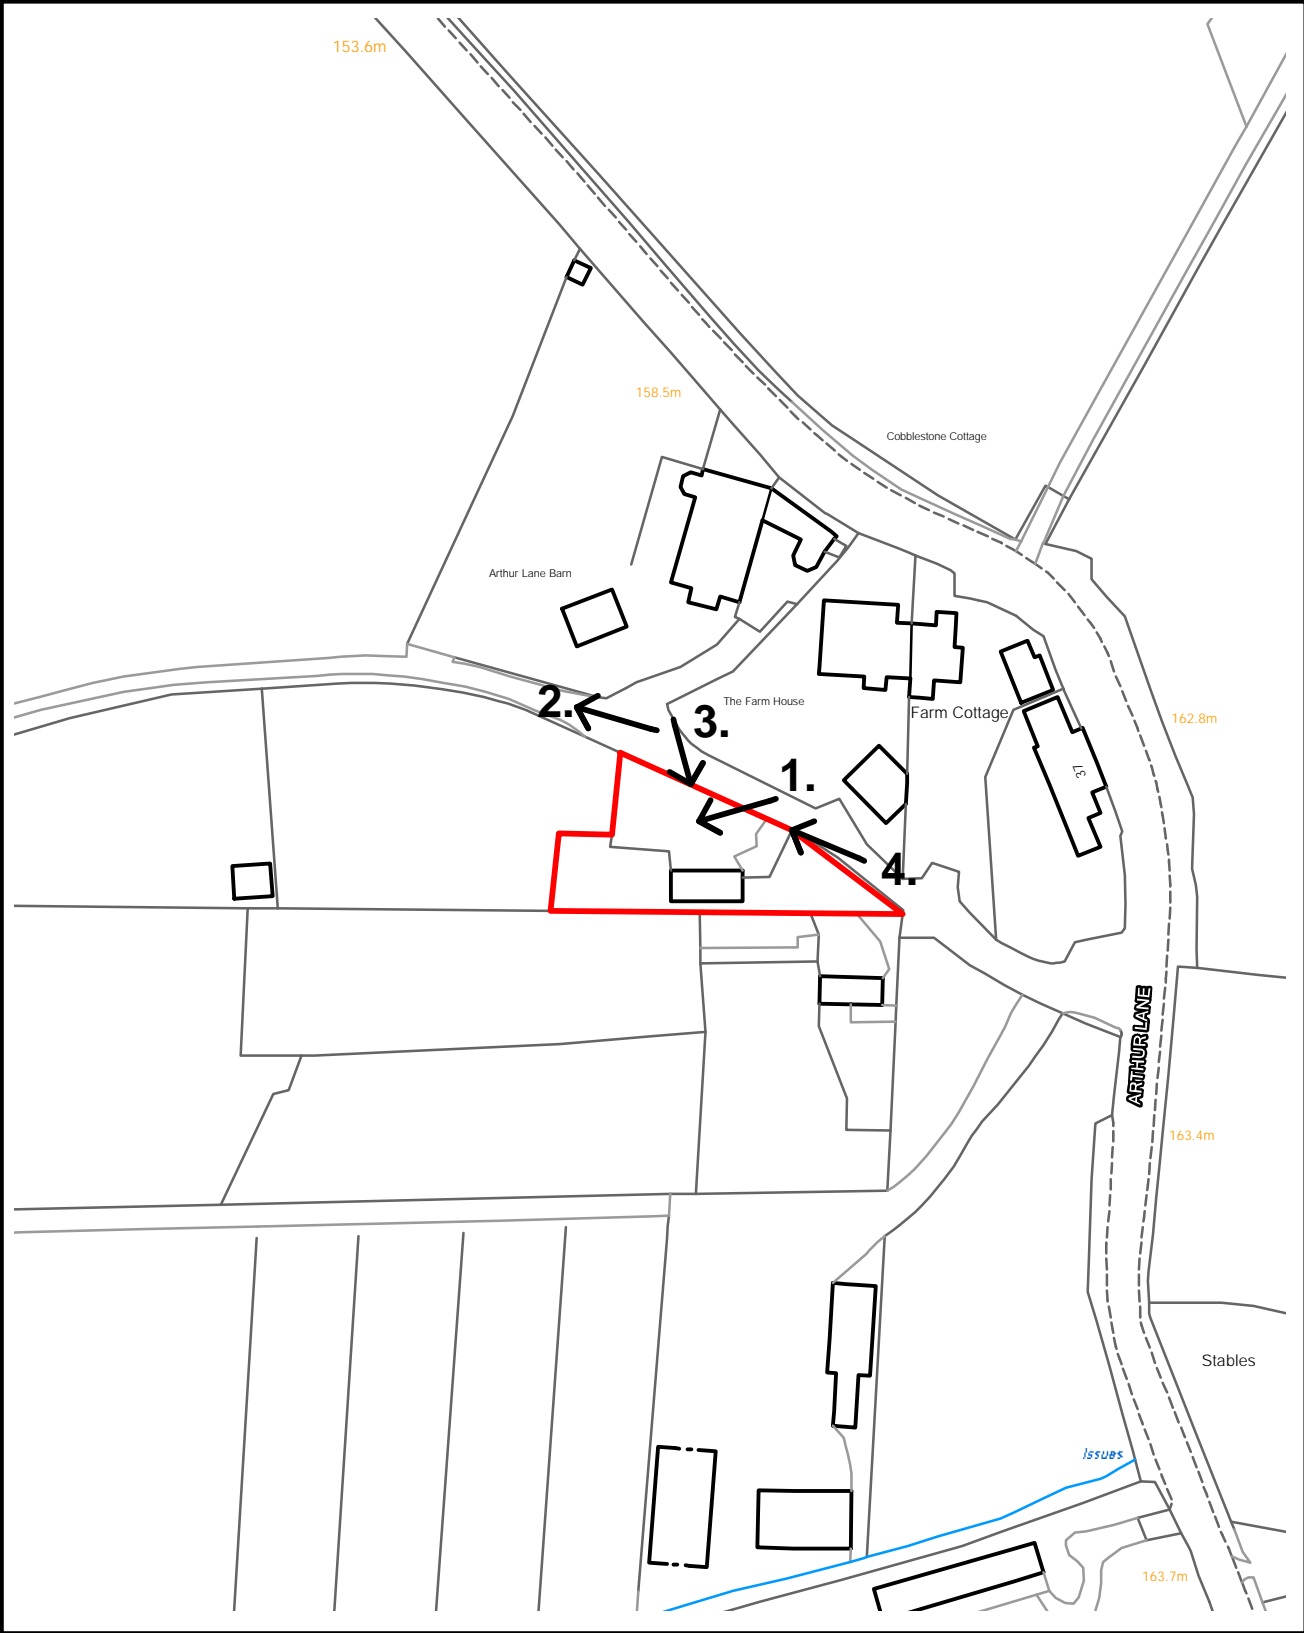 153.6m
158.5m
Cobblestone Cottage
Arthur Lane Barn
2.
The Farm House
3.
Farm Cottage
162.8m
37
1.
4.
ARTHUR LANE
163.4m
Stables
Issues
163.7m